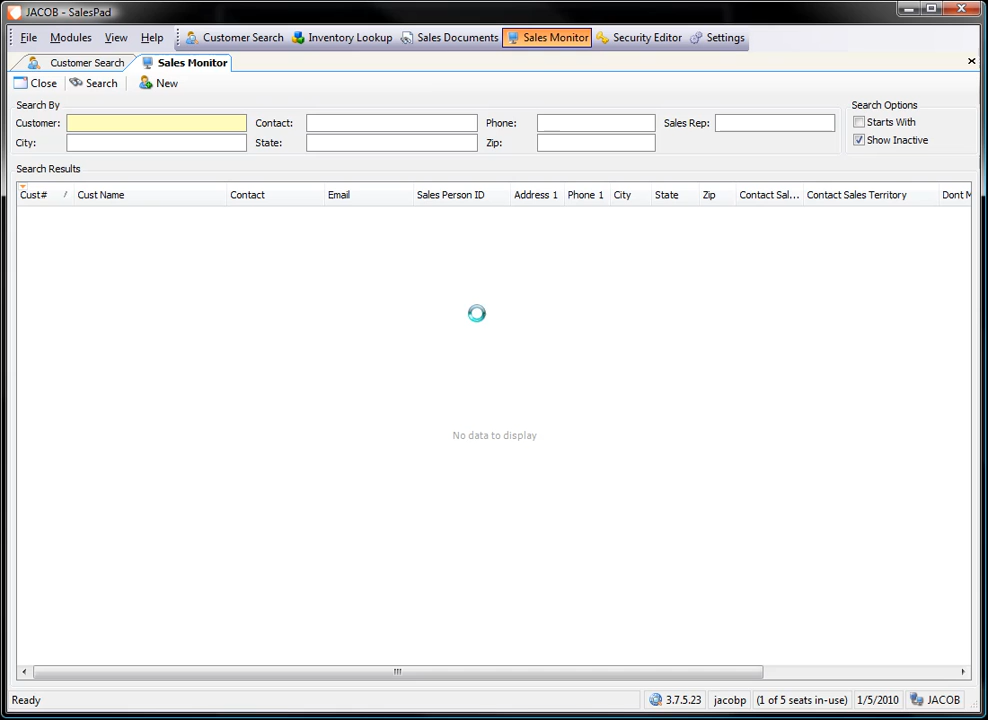 JACOB - SalesPad
File Modules View Help Customer Search Inventory Lookup Sales Documents Sales Monitor Security Editor Settings
Customer Search Sales Monitor
Close Search New
Search By Search Options
Customer: Contact: Phone: Sales Rep: Starts With
City: State: Zip: Show Inactive
Search Results
Cust# Cust Name Contact Email Sales Person ID Address 1 Phone 1 City State Zip Contact Sal... Contact Sales Territory Dont M
No data to display
Ready 3.7.5.23 jacobp (1 of 5 seats in-use) 1/5/2010 JACOB